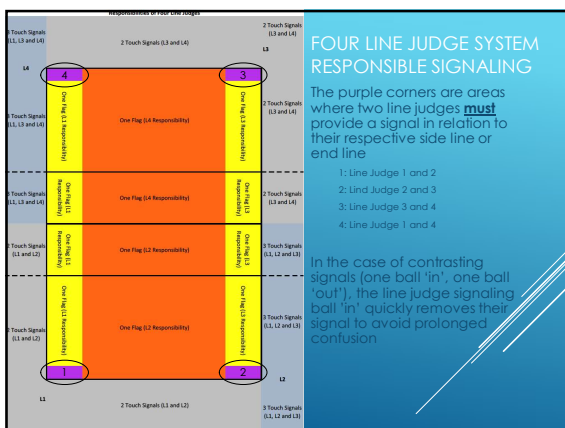 Responsibilities of Four Line Judges
3 Touch Signals
(L1, L3 and L4)
2 Touch Signals (L3 and L4)
2 Touch Signals
(L3 and L4)
L4
L3
4
3
3 Touch Signals
(L1, L3 and L4)
One Flag (L1 Responsibility)
One Flag (L4 Responsibility)
One Flag (L3 Responsibility)
2 Touch Signals
(L3 and L4)
3 Touch Signals
(L1, L3 and L4)
One Flag (L1
Responsibility)
One Flag (L4 Responsibility)
One Flag (L3
Responsibility)
2 Touch Signals
(L3 and L4)
2 Touch Signals
(L1 and L2)
One Flag (L1
Responsibility)
One Flag (L2 Responsibility)
One Flag (L3
Responsibility)
3 Touch Signals
(L1, L2 and L3)
2 Touch Signals
(L1 and L2)
One Flag (L1 Responsibility)
One Flag (L2 Responsibility)
One Flag (L3 Responsibility)
3 Touch Signals
(L1, L2 and L3)
1
2
L2
L1
2 Touch Signals (L1 and L2)
3 Touch Signals
(L1, L2 and L3)
FOUR LINE JUDGE SYSTEM
RESPONSIBLE SIGNALING
The purple corners are areas
where two line judges must
provide a signal in relation to
their respective side line or
end line
1: Line Judge 1 and 2
2: Lind Judge 2 and 3
3: Line Judge 3 and 4
4: Line Judge 1 and 4
In the case of contrasting
signals (one ball ‘in’, one ball
‘out’), the line judge signaling
ball ‘in’ quickly removes their
signal to avoid prolonged
confusion